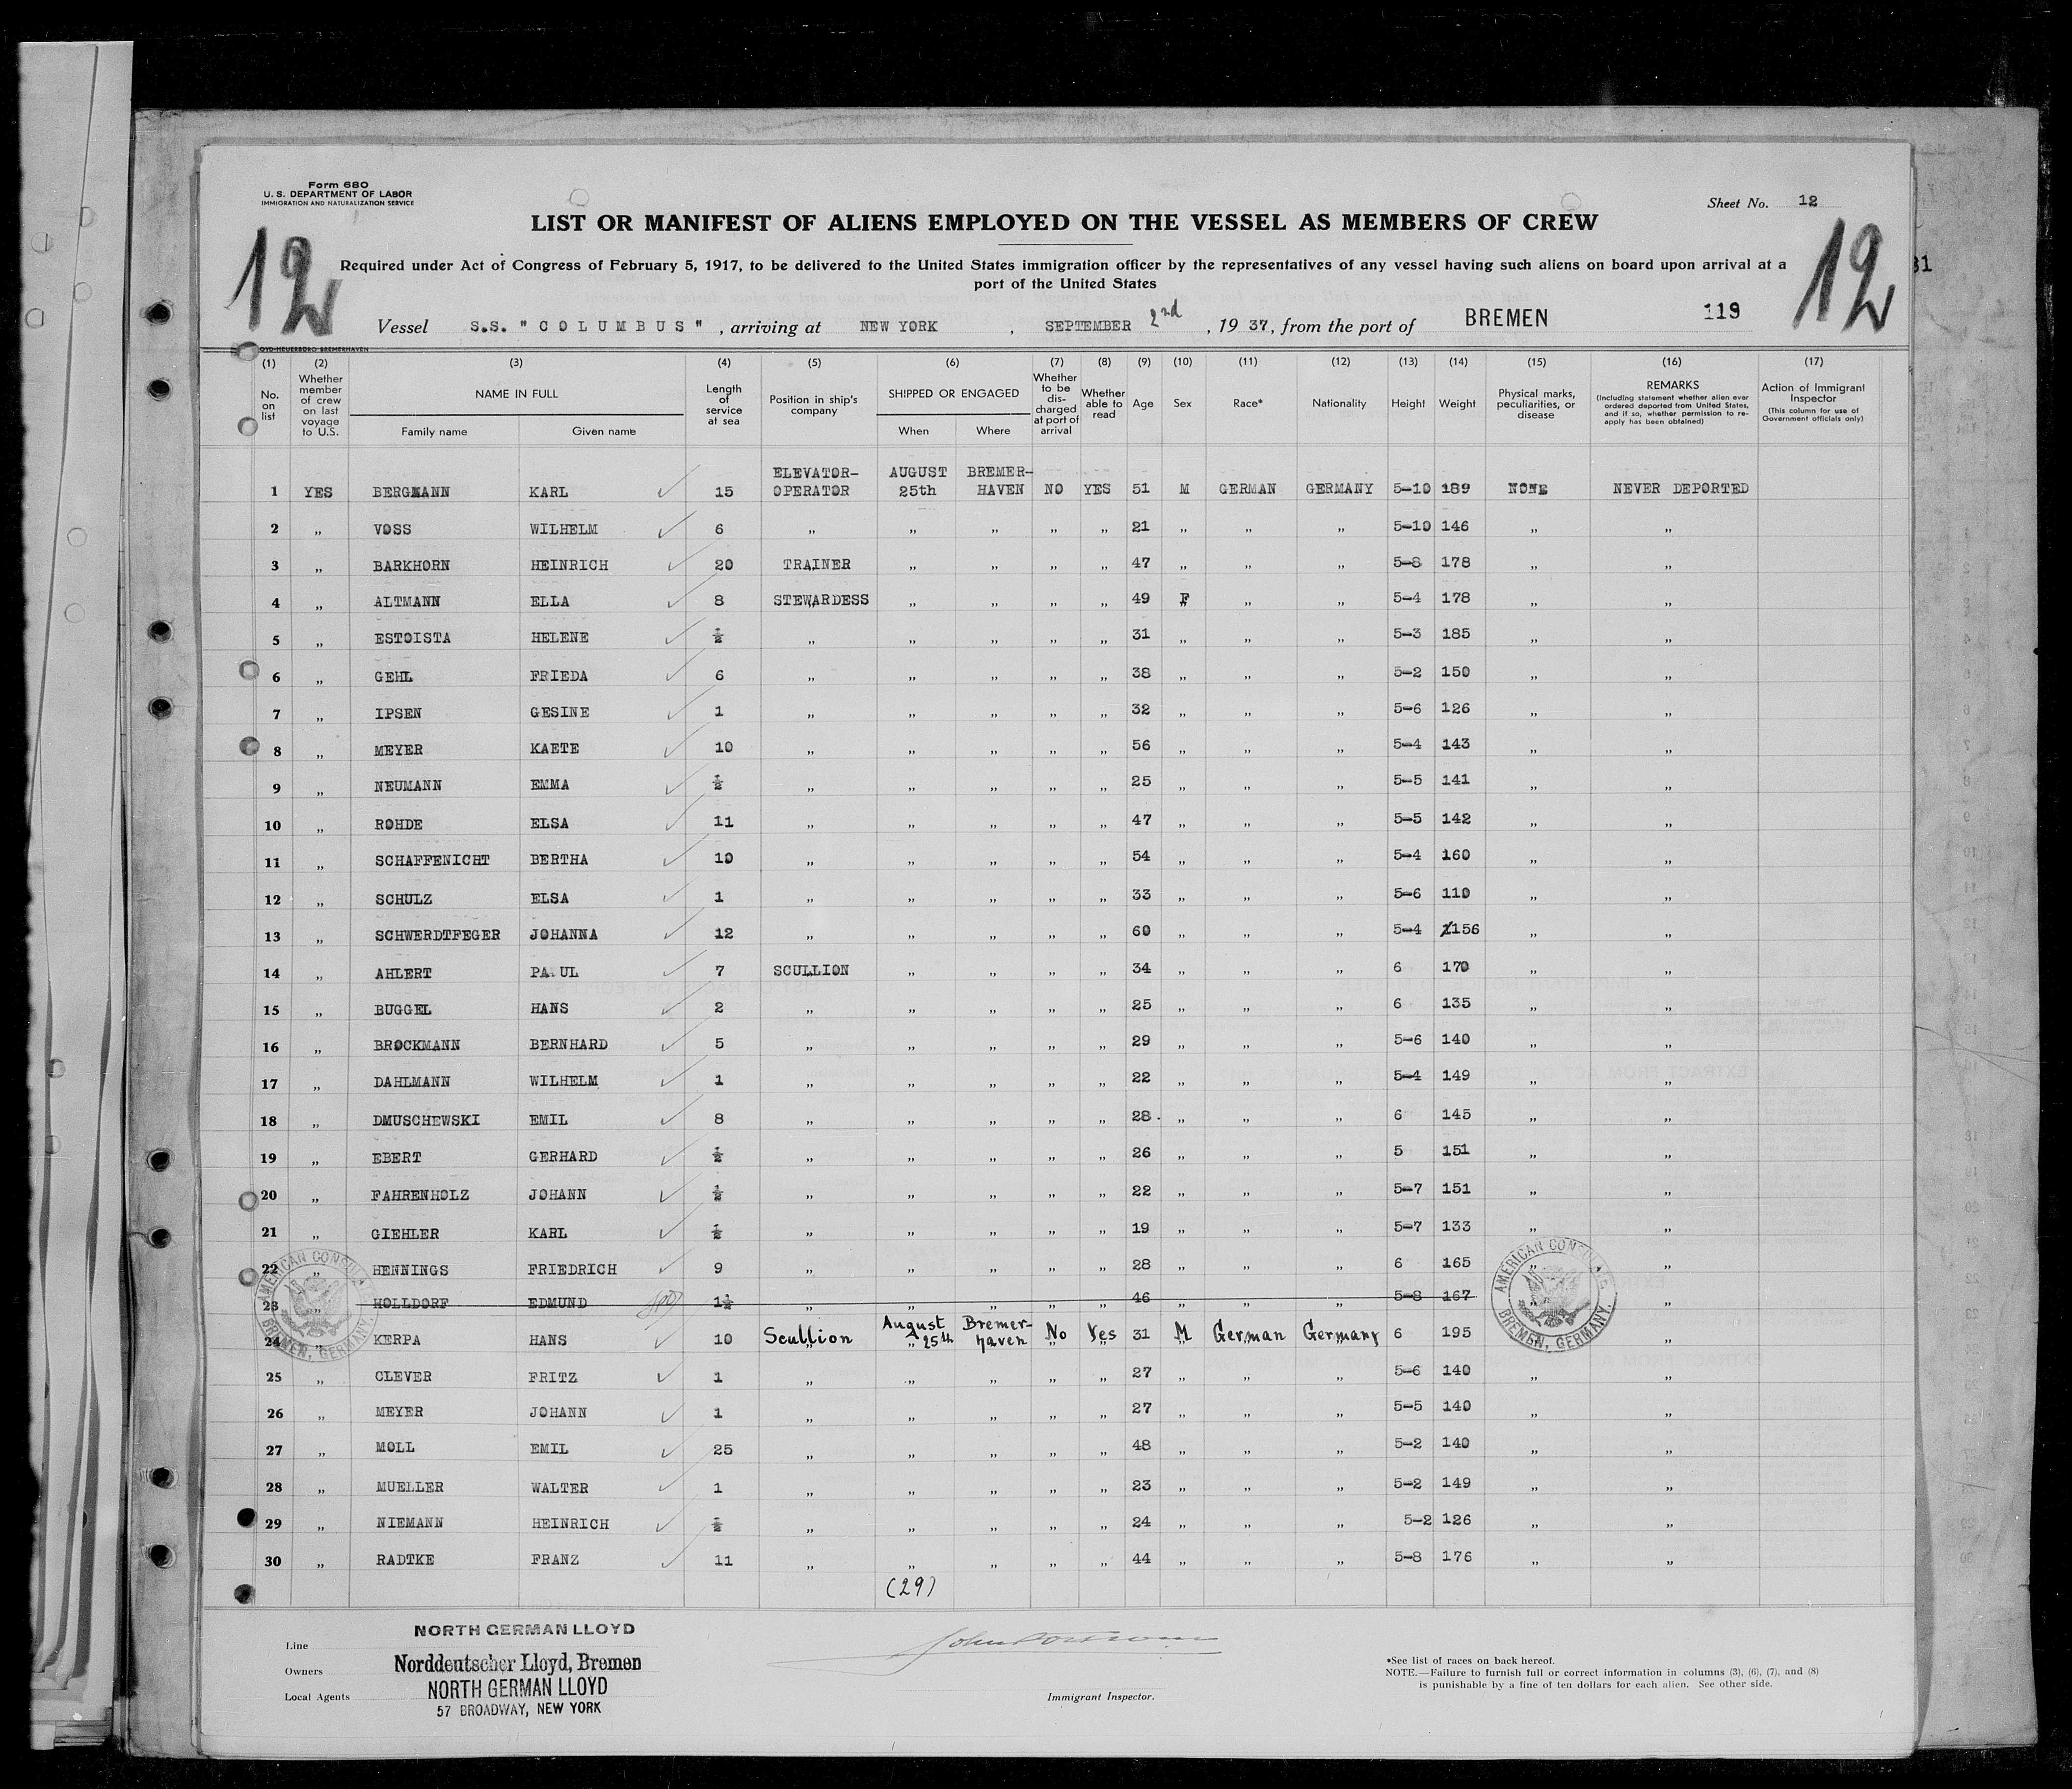 Form 680
U. S. DEPARTMENT OF LABOR
IMMIGRATION AND NATURALIZATION SERVICE
Sheet No. 12
12
12
LIST OR MANIFEST OF ALIENS EMPLOYED ON THE VESSEL AS MEMBERS OF CREW
Required under Act of Congress of February 5, 1917, to be delivered to the United States immigration officer by the representatives of any vessel having such aliens on board upon arrival at a
port of the United States
31
119
Vessel S.S. " C O L U M B U S " , arriving at NEW YORK , SEPTEMBER 2nd , 19 37, from the port of BREMEN
(1) (2) (3) (4) (5) (6) (7) (8) (9) (10) (11) (12) (13) (14) (15) (16) (17)
No. on list
Whether member of crew on last voyage to U.S.
NAME IN FULL
Family name Given name
Length of service at sea
Position in ship's company
SHIPPED OR ENGAGED
When Where
Whether to be discharged at port of arrival
Whether able to read
Age
Sex
Race*
Nationality
Height
Weight
Physical marks, peculiarities, or disease
REMARKS
(Including statement whether alien ever ordered deported from United States, and if so, whether permission to reapply has been obtained)
Action of Immigrant Inspector
(This column for use of Government officials only)
ELEVATOR- AUGUST BREMER-
1 YES BERGMANN KARL ✓ 15 OPERATOR 25th HAVEN NO YES 51 M GERMAN GERMANY 5-10 189 NONE NEVER DEPORTED
2 " VOSS WILHELM ✓ 6 " " " " " 21 " " " 5-10 146 " "
3 " BARKHORN HEINRICH ✓ 20 TRAINER " " " " 47 " " " 5-8 178 " "
4 " ALTMANN ELLA ✓ 8 STEWARDESS " " " " 49 F " " 5-4 178 " "
5 " ESTOISTA HELENE ✓ ½ " " " " " 31 " " " 5-3 185 " "
6 " GEHL FRIEDA ✓ 6 " " " " " 38 " " " 5-2 150 " "
7 " IPSEN GESINE ✓ 1 " " " " " 32 " " " 5-6 126 " "
8 " MEYER KAETE ✓ 10 " " " " " 56 " " " 5-4 143 " "
9 " NEUMANN EMMA ✓ ½ " " " " " 25 " " " 5-5 141 " "
10 " ROHDE ELSA ✓ 11 " " " " " 47 " " " 5-5 142 " "
11 " SCHAFFENICHT BERTHA ✓ 10 " " " " " 54 " " " 5-4 160 " "
12 " SCHULZ ELSA ✓ 1 " " " " " 33 " " " 5-6 110 " "
13 " SCHWERDTFEGER JOHANNA ✓ 12 " " " " " 60 " " " 5-4 156 " "
14 " AHLERT PA UL ✓ 7 SCULLION " " " " 34 " " " 6 170 " "
15 " BUGGEL HANS ✓ 2 " " " " " 25 " " " 6 135 " "
16 " BROCKMANN BERNHARD ✓ 5 " " " " " 29 " " " 5-6 140 " "
17 " DAHLMANN WILHELM ✓ 1 " " " " " 22 " " " 5-4 149 " "
18 " DMUSCHEWSKI EMIL ✓ 8 " " " " " 28 " " " 6 145 " "
19 " EBERT GERHARD ✓ ½ " " " " " 26 " " " 5 151 " "
20 " FAHRENHOLZ JOHANN ✓ ½ " " " " " 22 " " " 5-7 151 " "
21 " GIEHLER KARL ✓ ½ " " " " " 19 " " " 5-7 133 " "
22 " HENNINGS FRIEDRICH ✓ 9 " " " " " 28 " " " 6 165 " "
23 " HOLLDORF EDMUND 1½ " " " " " 46 " " " 5-8 167 " "
24 " KERPA HANS ✓ 10 Scullion August 25th Bremerhaven No Yes 31 M German Germany 6 195 " "
25 " CLEVER FRITZ ✓ 1 " " " " " 27 " " " 5-6 140 " "
26 " MEYER JOHANN ✓ 1 " " " " " 27 " " " 5-5 140 " "
27 " MOLL EMIL ✓ 25 " " " " " 48 " " " 5-2 140 " "
28 " MUELLER WALTER ✓ 1 " " " " " 23 " " " 5-2 149 " "
29 " NIEMANN HEINRICH ✓ ½ " " " " " 24 " " " 5-2 126 " "
30 " RADTKE FRANZ ✓ 11 " " " " " 44 " " " 5-8 176 " "
(29)
AMERICAN CONSULATE BREMEN, GERMANY.
AMERICAN CONSULATE BREMEN, GERMANY.
Line NORTH GERMAN LLOYD
Owners Norddeutscher Lloyd, Bremen
Local Agents NORTH GERMAN LLOYD
57 BROADWAY, NEW YORK
Immigrant Inspector.
*See list of races on back hereof.
NOTE.—Failure to furnish full or correct information in columns (3), (6), (7), and (8)
is punishable by a fine of ten dollars for each alien. See other side.